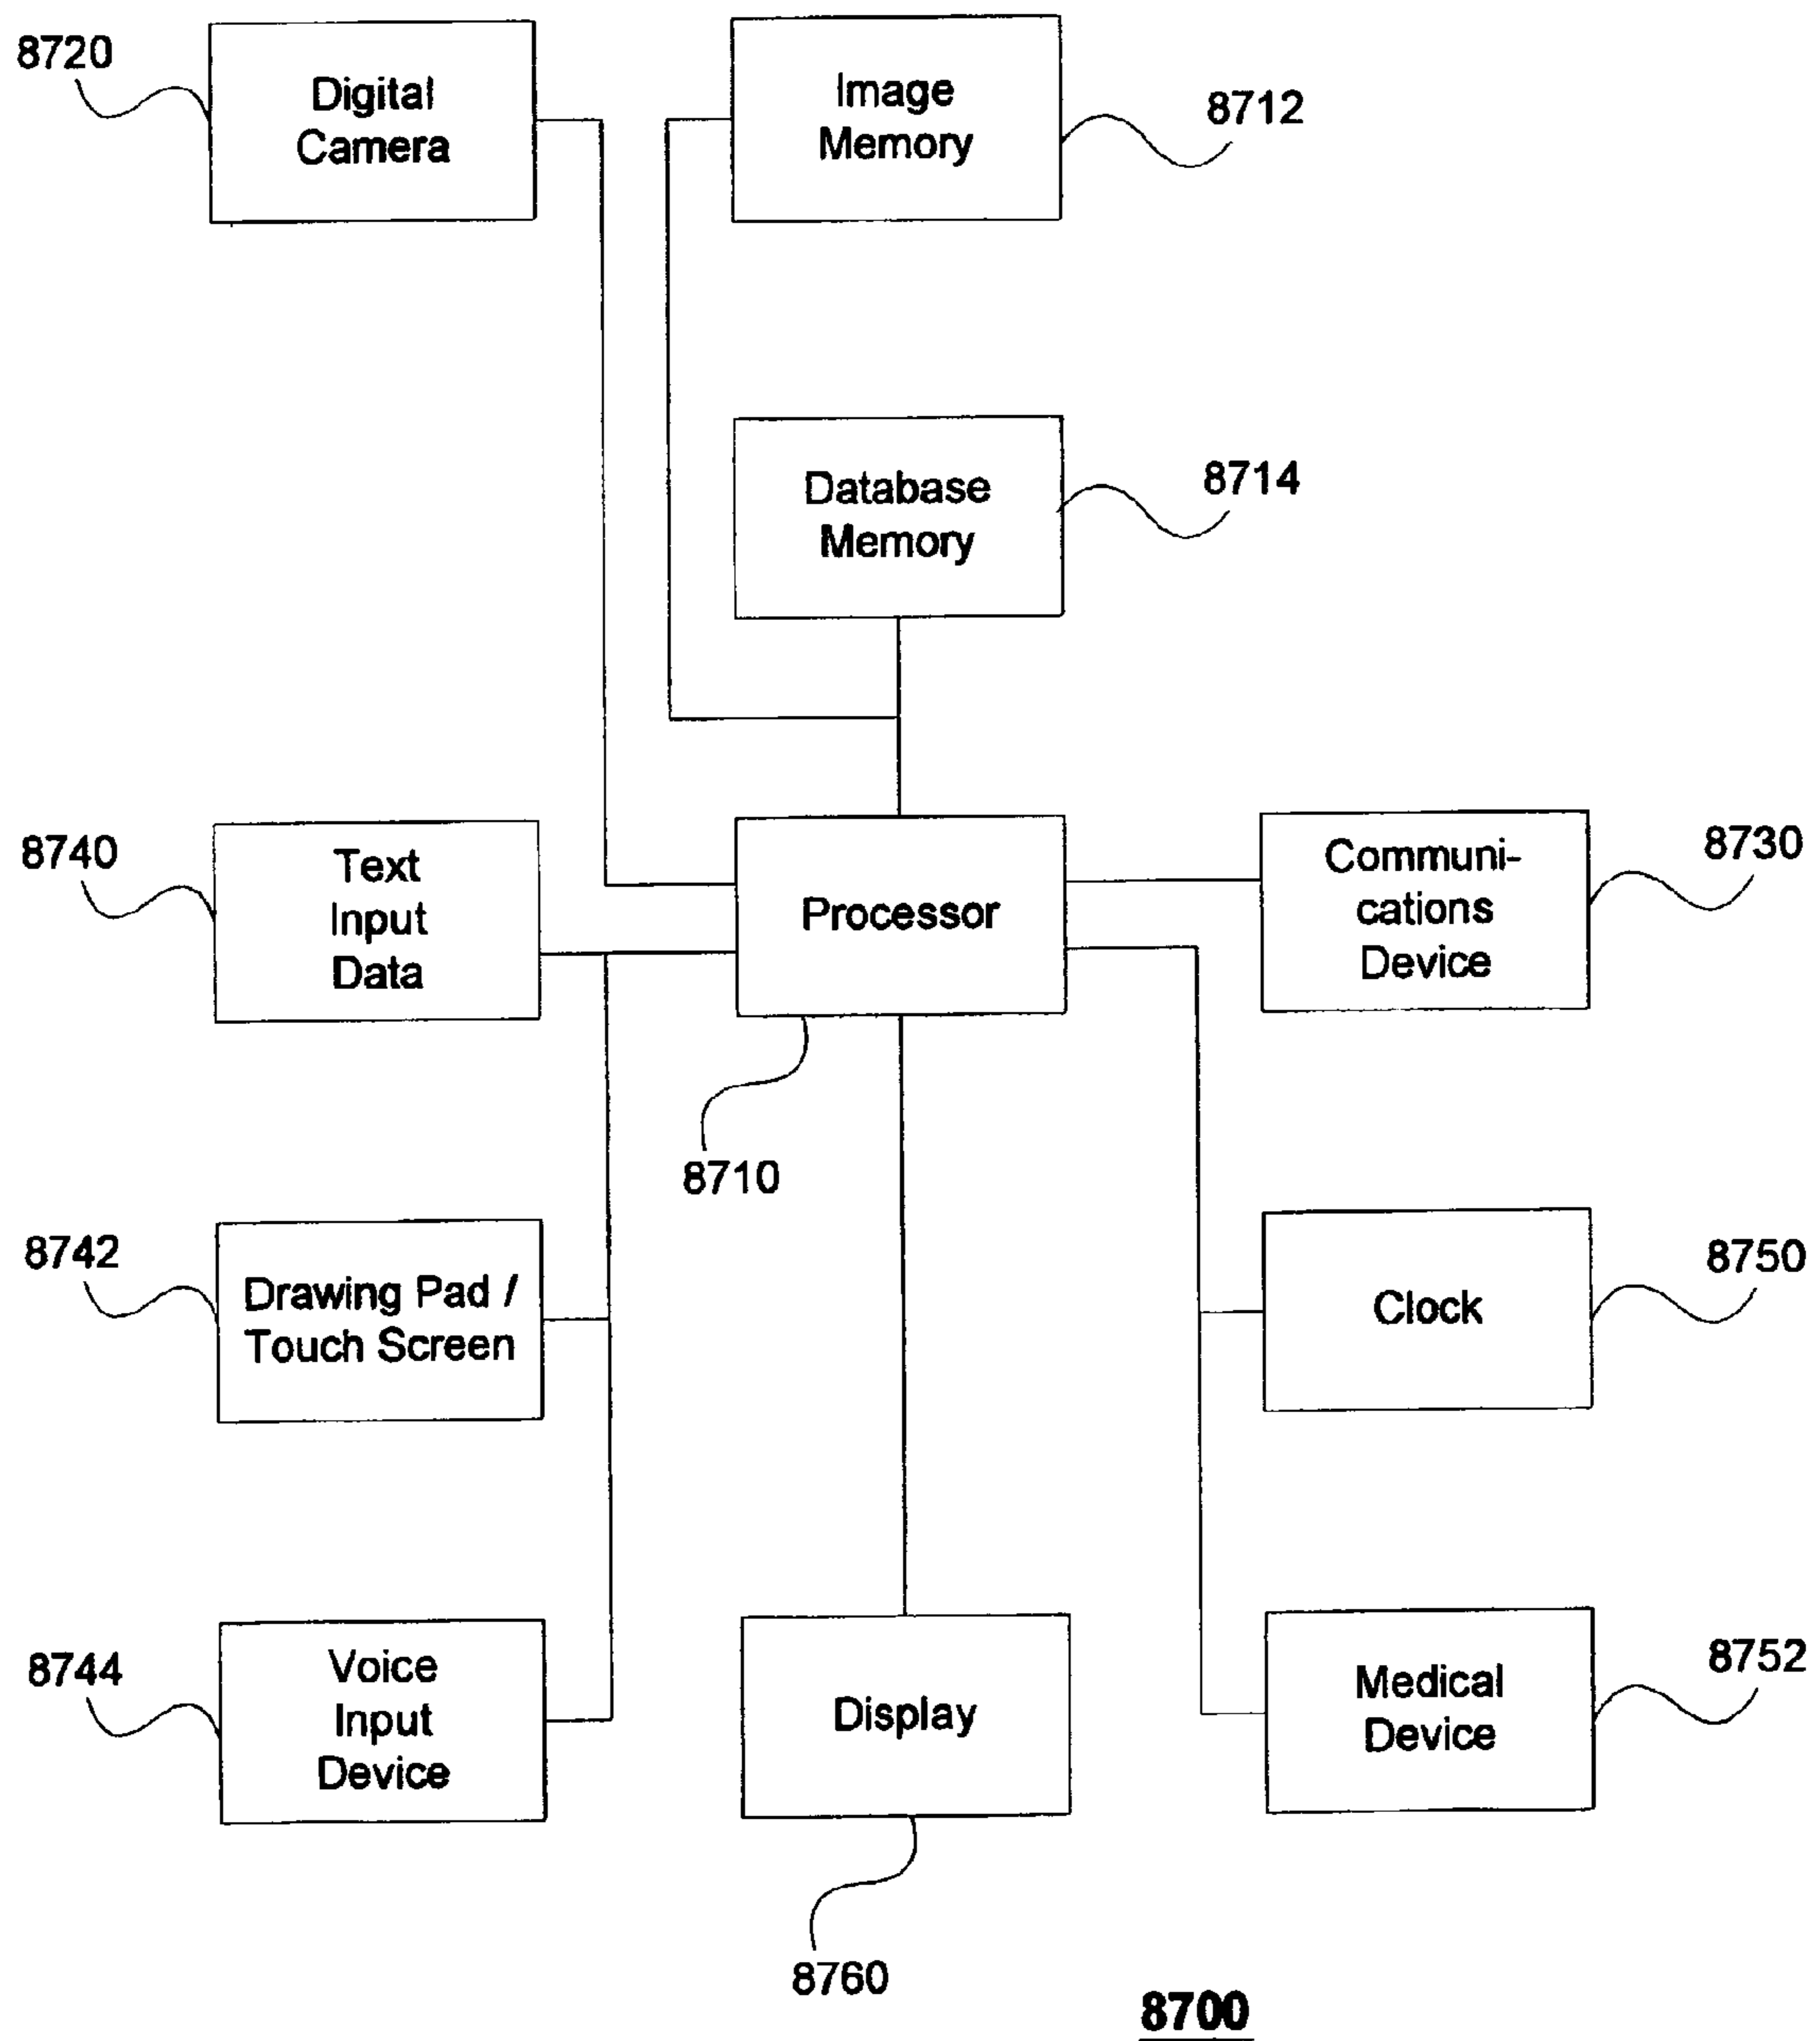 8720
Digital
Camera
Image
Memory
8712
Database
Memory
8714
8740
Text
Input
Data
Processor
8710
Communi-
cations
Device
8730
8742
Drawing Pad /
Touch Screen
Clock
8750
8744
Voice
Input
Device
Display
8760
Medical
Device
8752
8700